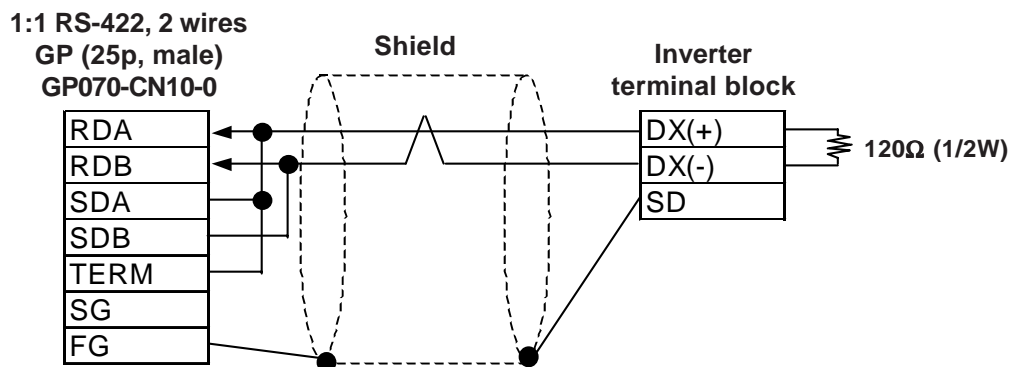 1:1 RS-422, 2 wires
GP (25p, male)
GP070-CN10-0
Shield
Inverter
terminal block
RDA
RDB
SDA
SDB
TERM
SG
FG
DX(+)
DX(-)
SD
120Ω (1/2W)